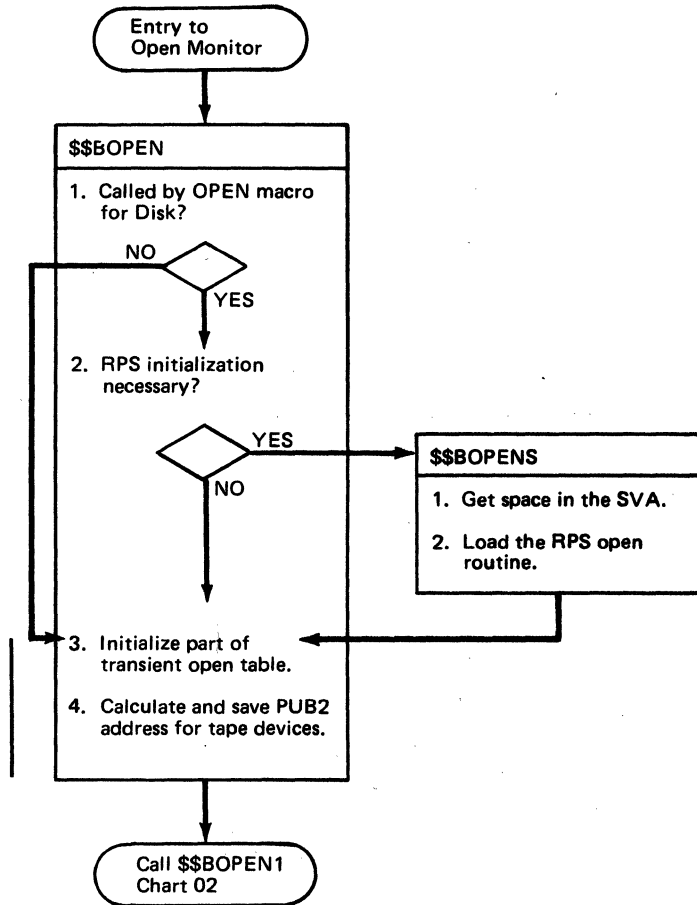 Entry to
Open Monitor
$$BOPEN
1. Called by OPEN macro
for Disk?
NO
YES
2. RPS initialization
necessary?
YES
NO
$$BOPENS
1. Get space in the SVA.
2. Load the RPS open
routine.
3. Initialize part of
transient open table.
4. Calculate and save PUB2
address for tape devices.
Call $$BOPEN1
Chart 02